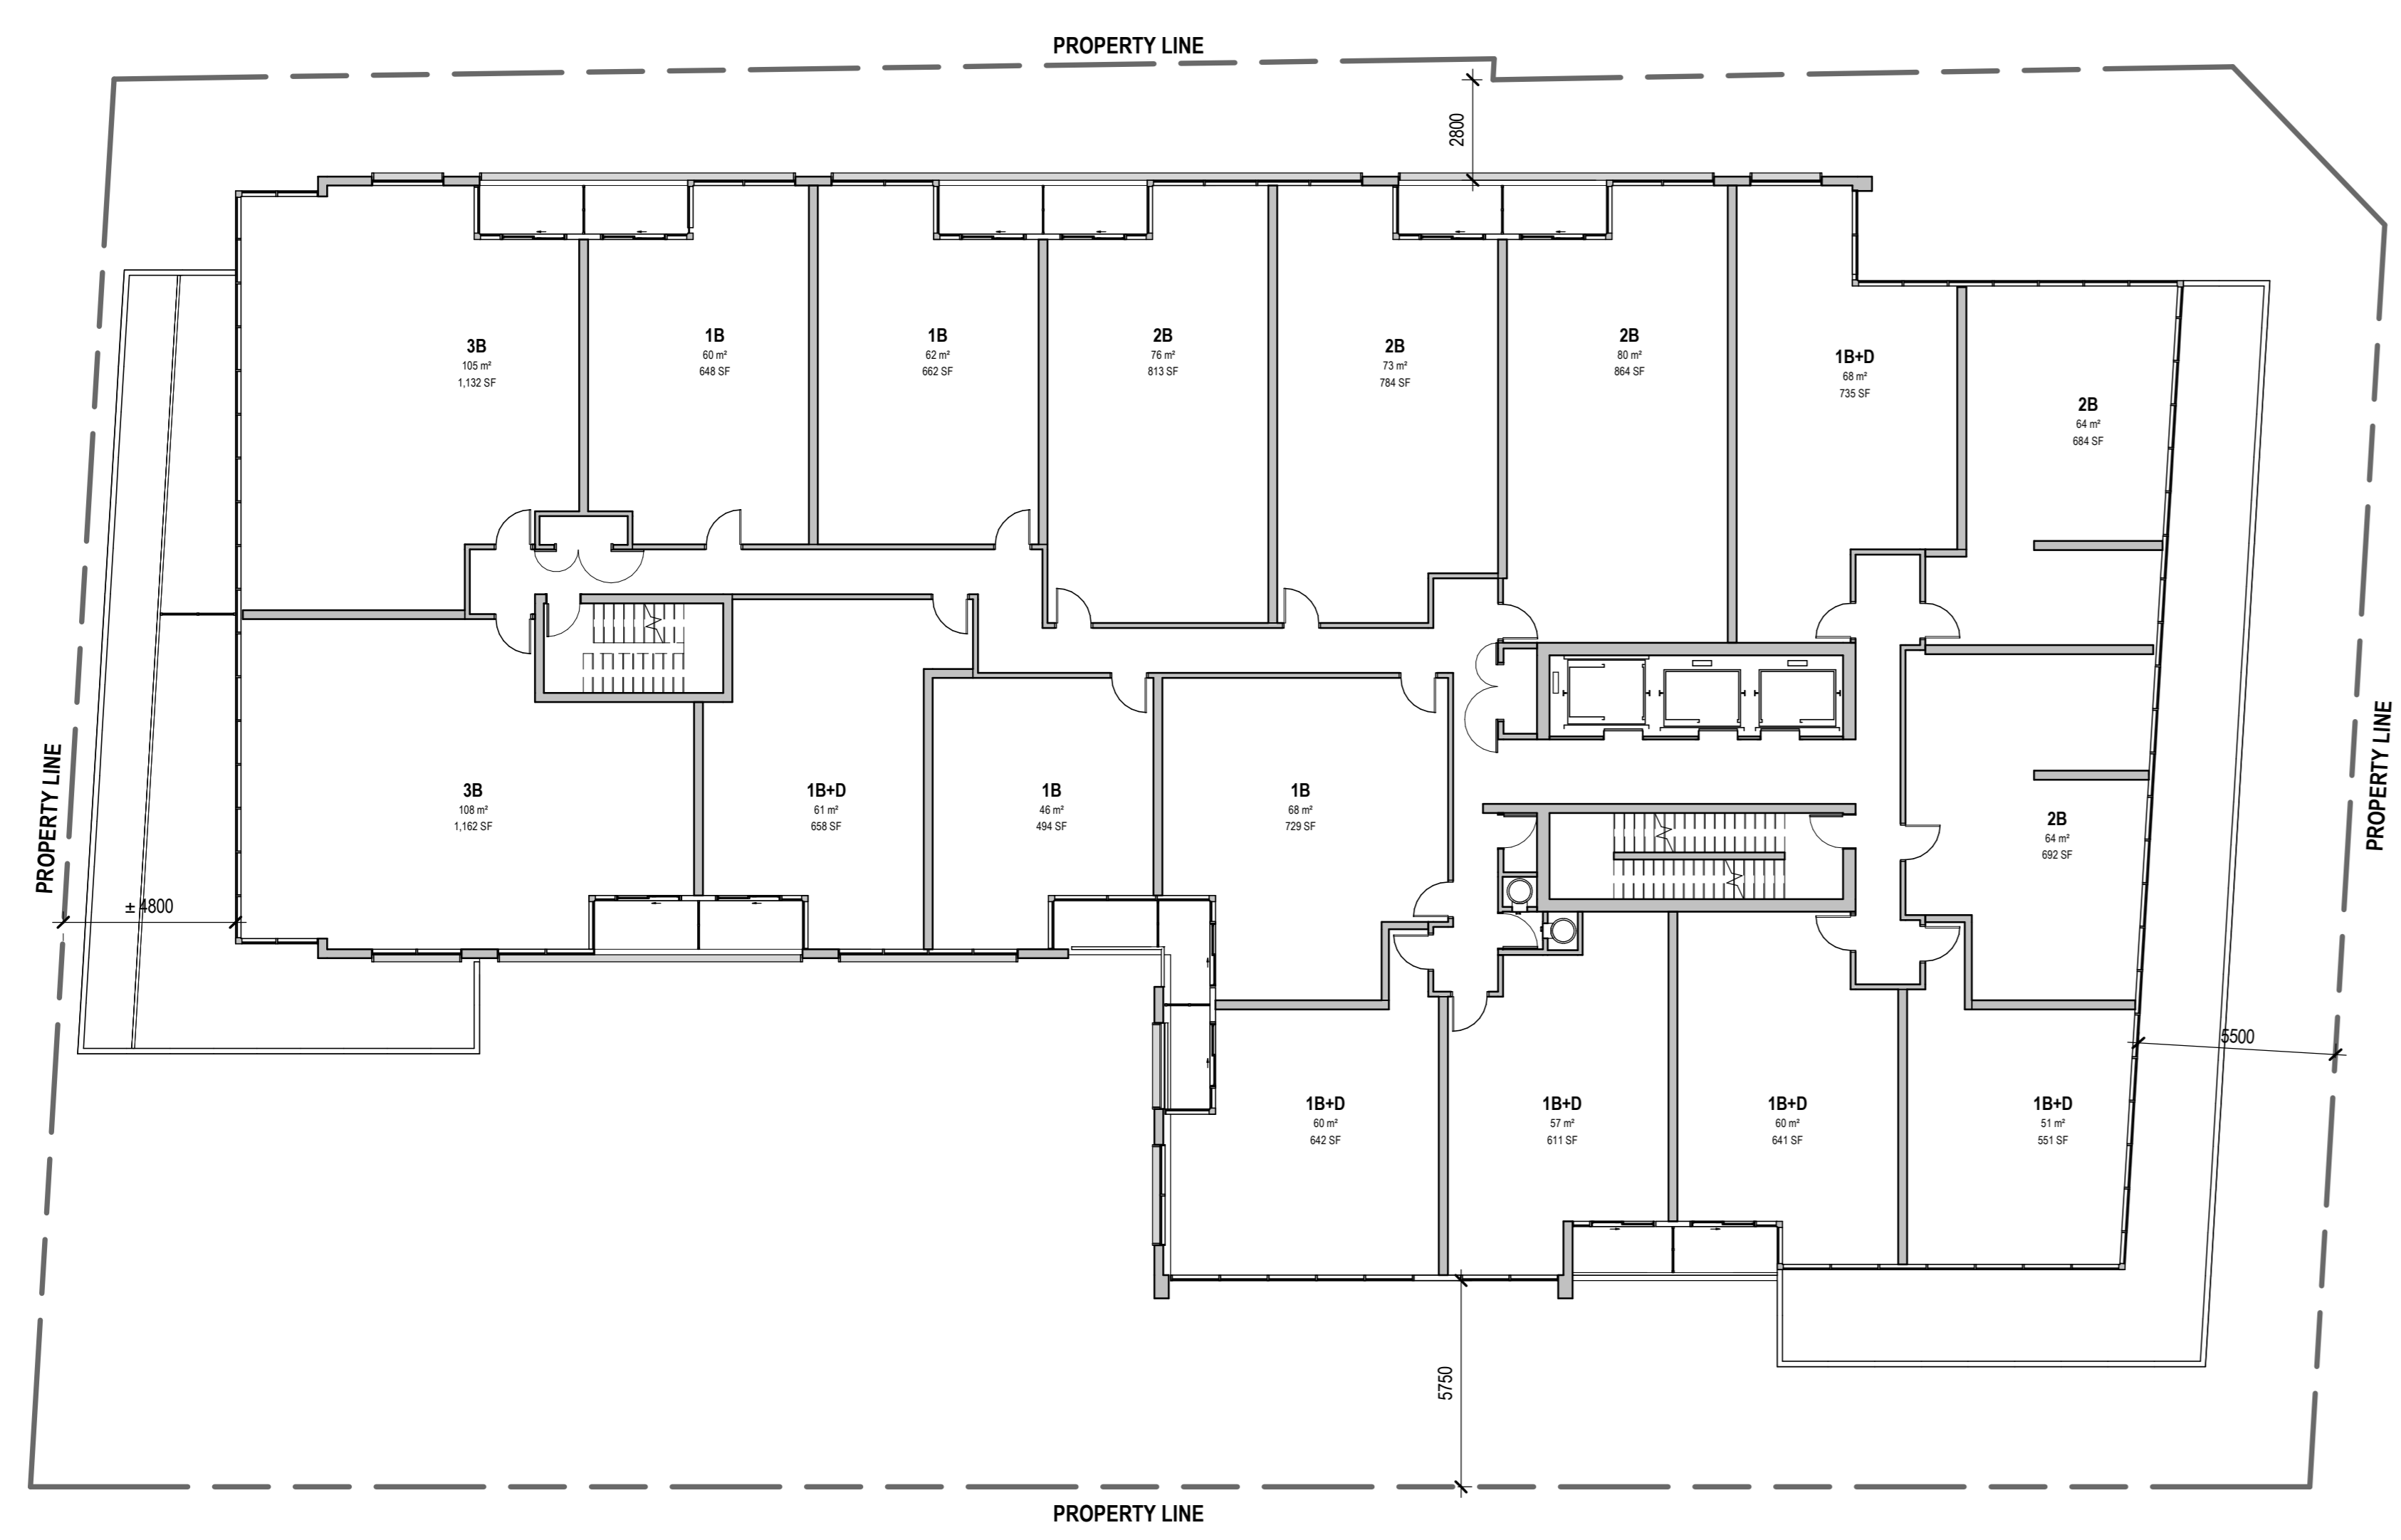 PROPERTY LINE
2800
3B
105 m²
1,132 SF
1B
60 m²
648 SF
1B
62 m²
662 SF
2B
76 m²
813 SF
2B
73 m²
784 SF
2B
80 m²
864 SF
1B+D
68 m²
735 SF
2B
64 m²
684 SF
PROPERTY LINE
± 4800
3B
108 m²
1,162 SF
1B+D
61 m²
658 SF
1B
46 m²
494 SF
1B
68 m²
729 SF
2B
64 m²
692 SF
PROPERTY LINE
5500
1B+D
60 m²
642 SF
1B+D
57 m²
611 SF
1B+D
60 m²
641 SF
1B+D
51 m²
551 SF
5750
PROPERTY LINE